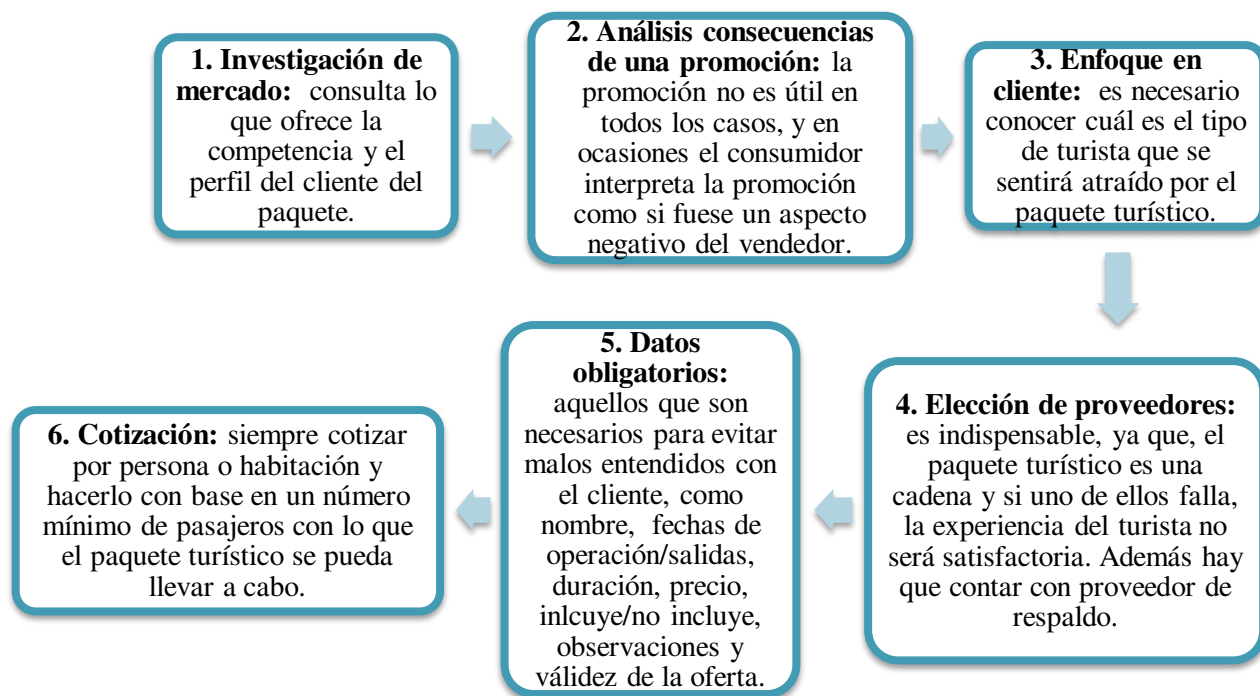 1. Investigación de
mercado: consulta lo
que ofrece la
competencia y el
perfil del cliente del
paquete.
2. Análisis consecuencias
de una promoción: la
promoción no es útil en
todos los casos, y en
ocasiones el consumidor
interpreta la promoción
como si fuese un aspecto
negativo del vendedor.
3. Enfoque en
cliente: es necesario
conocer cuál es el tipo
de turista que se
sentirá atraído por el
paquete turístico.
4. Elección de proveedores:
es indispensable, ya que, el
paquete turístico es una
cadena y si uno de ellos falla,
la experiencia del turista no
será satisfactoria. Además hay
que contar con proveedor de
respaldo.
5. Datos
obligatorios:
aquellos que son
necesarios para evitar
malos entendidos con
el cliente, como
nombre, fechas de
operación/salidas,
duración, precio,
inlcuye/no incluye,
observaciones y
válidez de la oferta.
6. Cotización: siempre cotizar
por persona o habitación y
hacerlo con base en un número
mínimo de pasajeros con lo que
el paquete turístico se pueda
llevar a cabo.